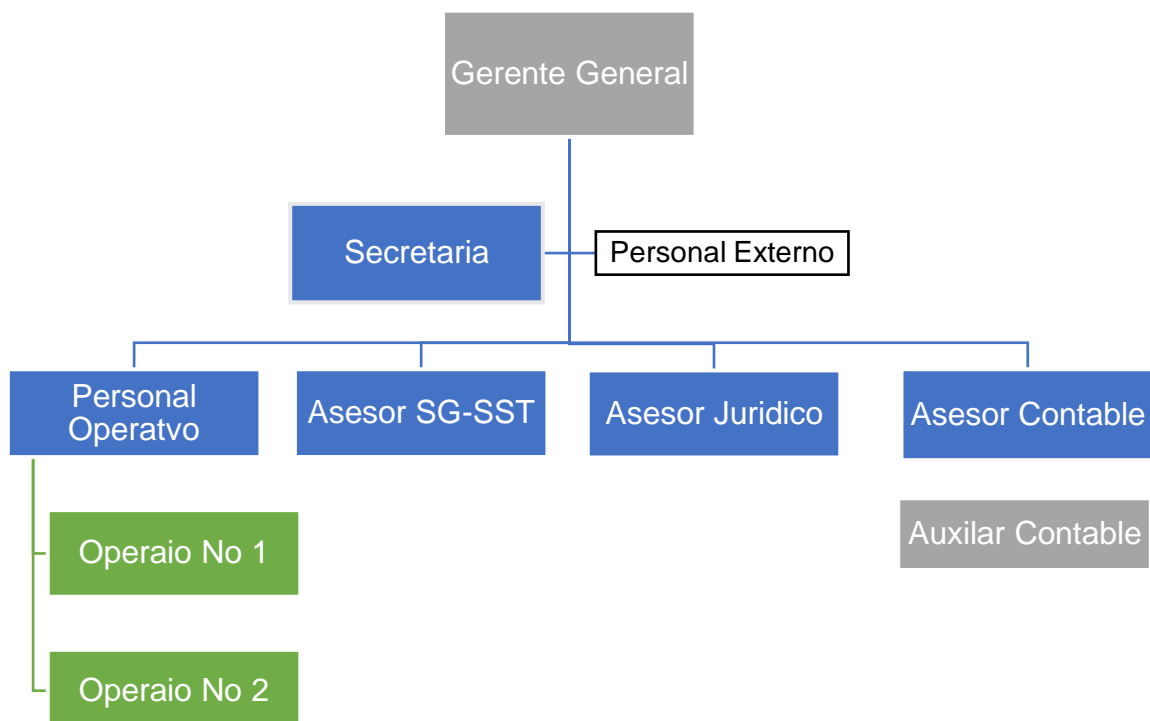 Gerente General
Secretaria
Personal Externo
Personal
Operatvo
Asesor SG-SST
Asesor Juridico
Asesor Contable
Auxilar Contable
Operaio No 1
Operaio No 2